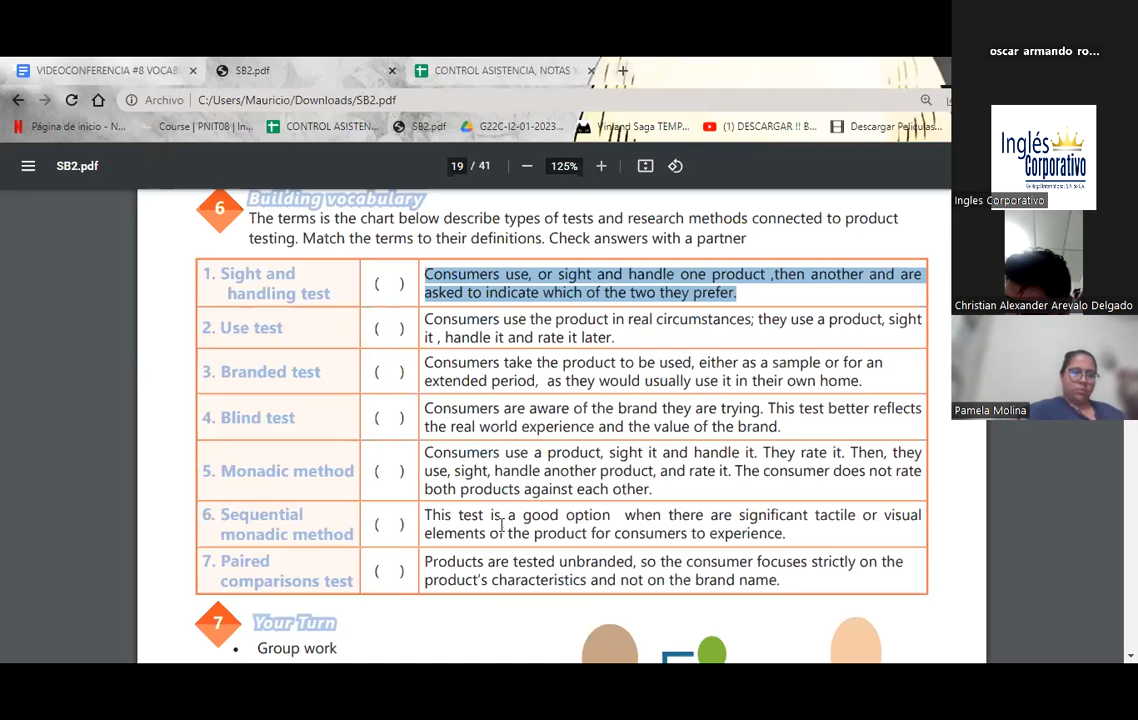 oscar armando ro...
VIDEOCONFERENCIA #8 VOCAB
SB2.pdf
CONTROL ASISTENCIA, NOTAS Y
Archivo
C:/Users/Mauricio/Downloads/SB2.pdf
Página de inicio - N...
Course | PNIT08 | In...
CONTROL ASISTEN...
SB2.pdf
G22C-I2-01-2023...
Vinland Saga TEMP...
(1) DESCARGAR !! B...
Descargar Peliculas...
SB2.pdf
19 / 41
125%
Inglés
Corporativo
Ingles Corporativo
Christian Alexander Arevalo Delgado
Pamela Molina
6
Building vocabulary
The terms is the chart below describe types of tests and research methods connected to product
testing. Match the terms to their definitions. Check answers with a partner
1. Sight and
handling test
( )
Consumers use, or sight and handle one product ,then another and are
asked to indicate which of the two they prefer.
2. Use test
( )
Consumers use the product in real circumstances; they use a product, sight
it , handle it and rate it later.
3. Branded test
( )
Consumers take the product to be used, either as a sample or for an
extended period, as they would usually use it in their own home.
4. Blind test
( )
Consumers are aware of the brand they are trying. This test better reflects
the real world experience and the value of the brand.
5. Monadic method
( )
Consumers use a product, sight it and handle it. They rate it. Then, they
use, sight, handle another product, and rate it. The consumer does not rate
both products against each other.
6. Sequential
monadic method
( )
This test is a good option when there are significant tactile or visual
elements of the product for consumers to experience.
7. Paired
comparisons test
( )
Products are tested unbranded, so the consumer focuses strictly on the
product's characteristics and not on the brand name.
7
Your Turn
• Group work